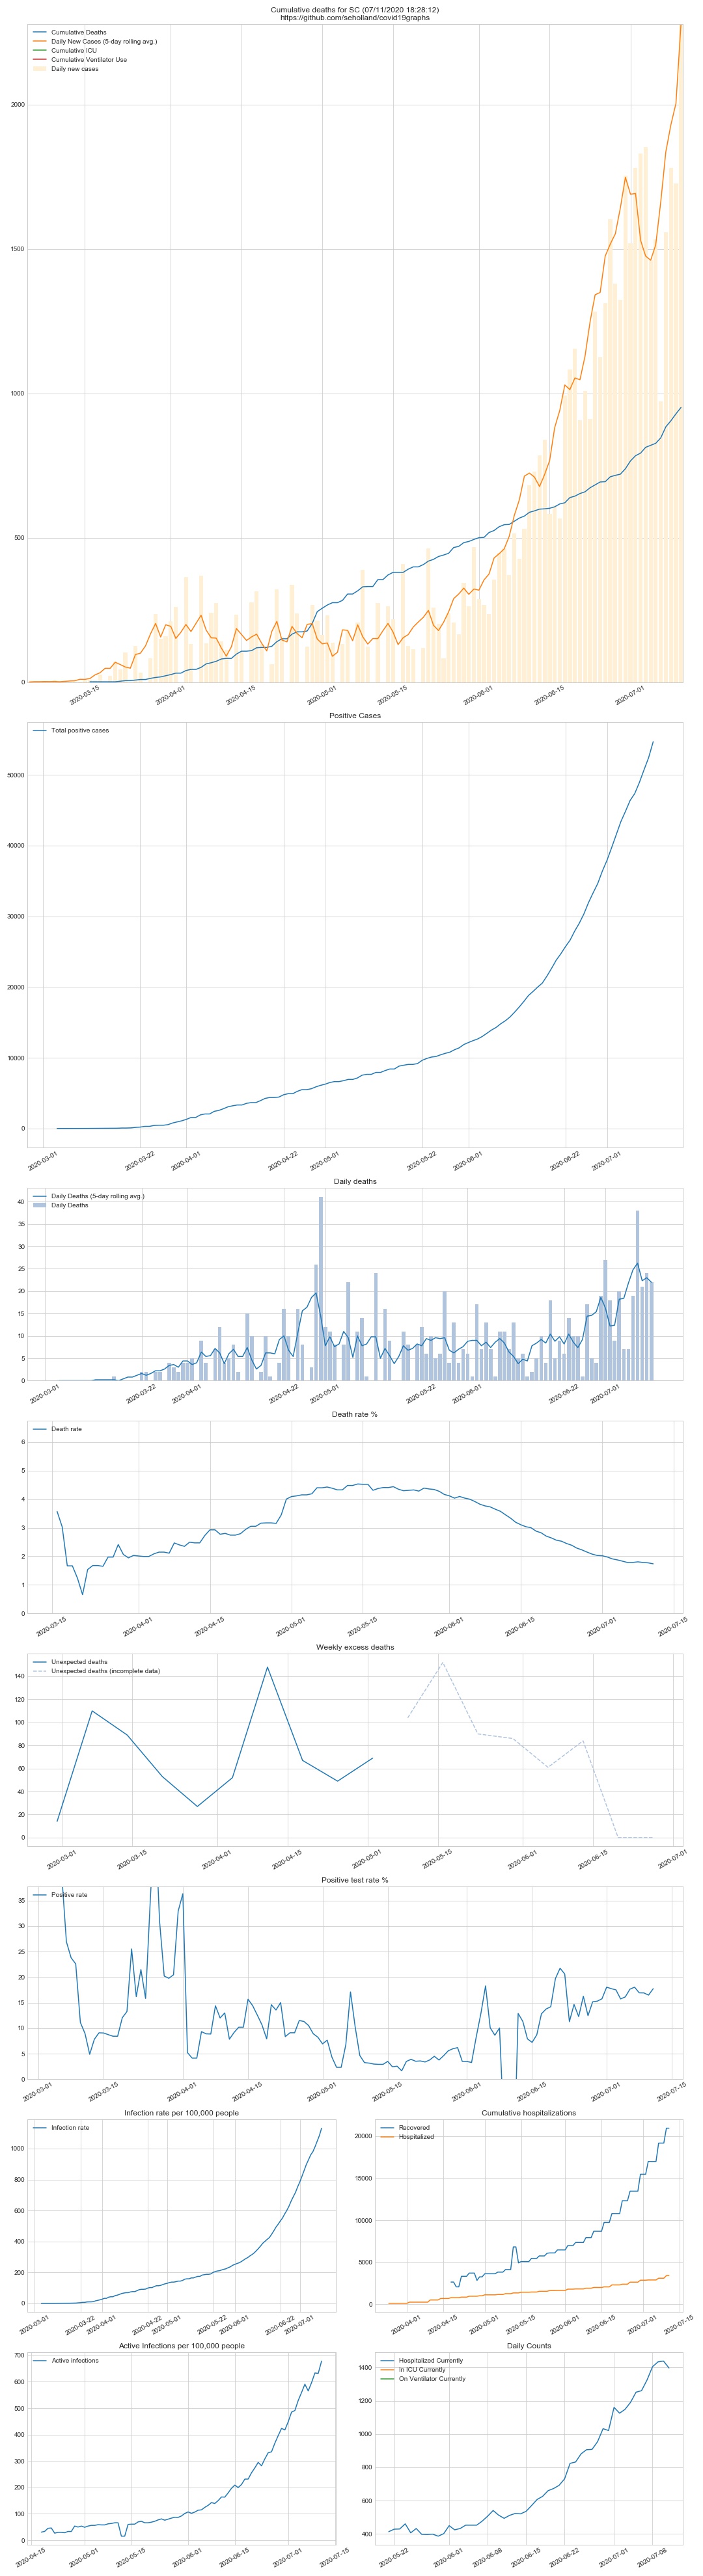 Cumulative deaths for SC (07/11/2020 18:28:12)
https://github.com/seholland/covid19graphs
Cumulative Deaths
Daily New Cases (5-day rolling avg.)
Cumulative ICU
Cumulative Ventilator Use
Daily new cases
2000
1500
1000
500
0
2020-03-15 2020-04-01 2020-04-15 2020-05-01 2020-05-15 2020-06-01 2020-06-15 2020-07-01
Positive Cases
Total positive cases
50000
40000
30000
20000
10000
0
2020-03-01 2020-03-22 2020-04-01 2020-04-22 2020-05-01 2020-05-22 2020-06-01 2020-06-22 2020-07-01
Daily deaths
Daily Deaths (5-day rolling avg.)
Daily Deaths
40
35
30
25
20
15
10
5
0
2020-03-01 2020-03-22 2020-04-01 2020-04-22 2020-05-01 2020-05-22 2020-06-01 2020-06-22 2020-07-01
Death rate %
Death rate
6
5
4
3
2
1
0
2020-03-15 2020-04-01 2020-04-15 2020-05-01 2020-05-15 2020-06-01 2020-06-15 2020-07-01 2020-07-15
Weekly excess deaths
Unexpected deaths
Unexpected deaths (incomplete data)
140
120
100
80
60
40
20
0
2020-03-01 2020-03-15 2020-04-01 2020-04-15 2020-05-01 2020-05-15 2020-06-01 2020-06-15 2020-07-01
Positive test rate %
Positive rate
35
30
25
20
15
10
5
0
2020-03-01 2020-03-15 2020-04-01 2020-04-15 2020-05-01 2020-05-15 2020-06-01 2020-06-15 2020-07-01 2020-07-15
Infection rate per 100,000 people
Infection rate
1000
800
600
400
200
0
2020-03-01 2020-03-22 2020-04-01 2020-04-22 2020-05-01 2020-05-22 2020-06-01 2020-06-22 2020-07-01
Cumulative hospitalizations
Recovered
Hospitalized
20000
15000
10000
5000
0
2020-04-01 2020-04-15 2020-05-01 2020-05-15 2020-06-01 2020-06-15 2020-07-01 2020-07-15
Active Infections per 100,000 people
Active infections
700
600
500
400
300
200
100
0
2020-04-15 2020-05-01 2020-05-15 2020-06-01 2020-06-15 2020-07-01 2020-07-15
Daily Counts
Hospitalized Currently
In ICU Currently
On Ventilator Currently
1400
1200
1000
800
600
400
2020-05-22 2020-06-01 2020-06-08 2020-06-15 2020-06-22 2020-07-01 2020-07-08